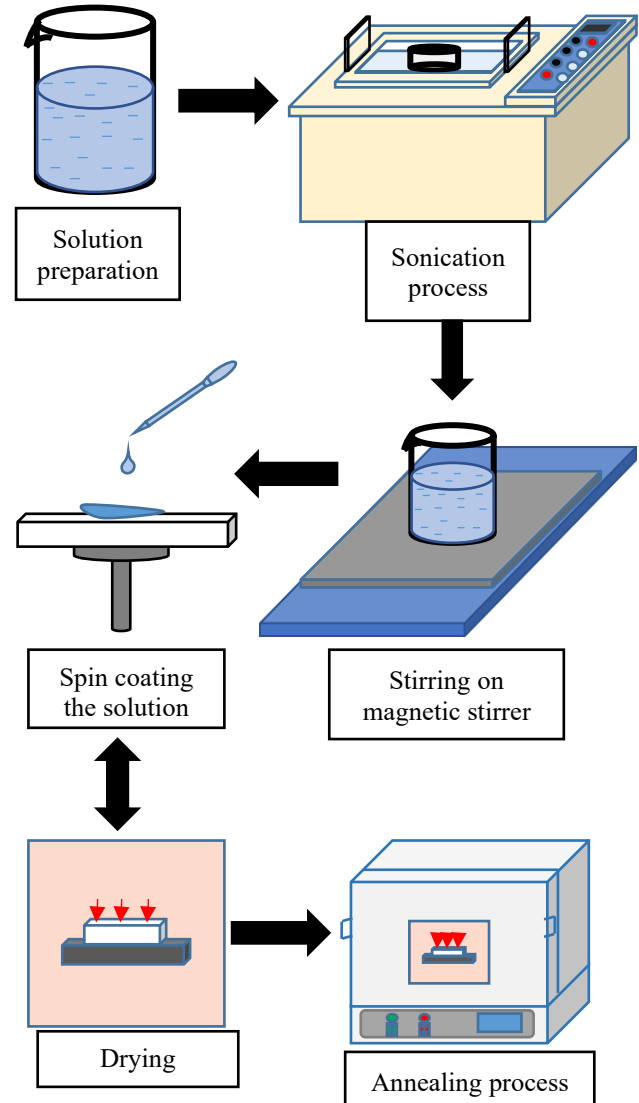 Solution
preparation
Sonication
process
Spin coating
the solution
Stirring on
magnetic stirrer
Drying
Annealing process